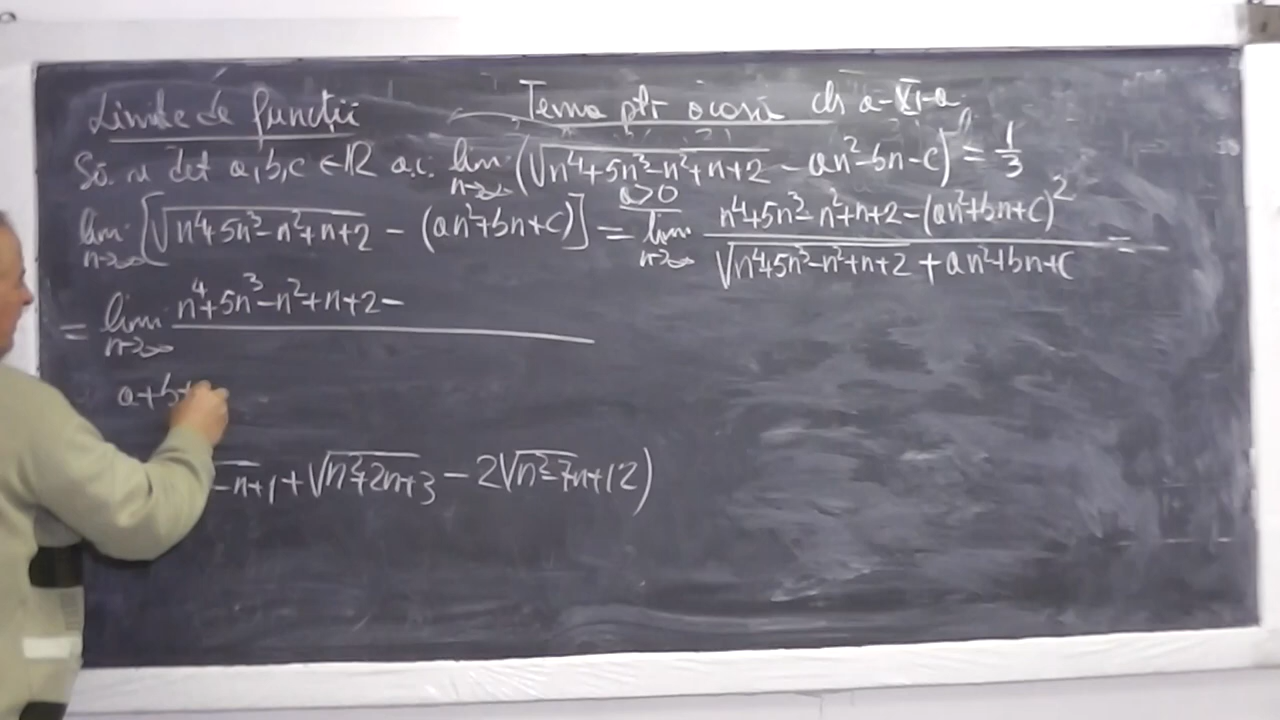 Limite de funcții
Tema ptr acasă cls a-XI-a
Să se det a,b,c ∈ ℝ a.i. lim n→∞ (√(n⁴+5n³-n²+n+2) - an²-bn-c) = 1/3
lim n→∞ [√(n⁴+5n³-n²+n+2) - (an²+bn+c)] = a>0 lim n→∞ (n⁴+5n³-n²+n+2-(an²+bn+c)²)/(√(n⁴+5n³-n²+n+2) + an²+bn+c) =
= lim n→∞ n⁴+5n³-n²+n+2-
a+b+
-n+1+√(n²+2n+3) - 2√(n²-7n+12))